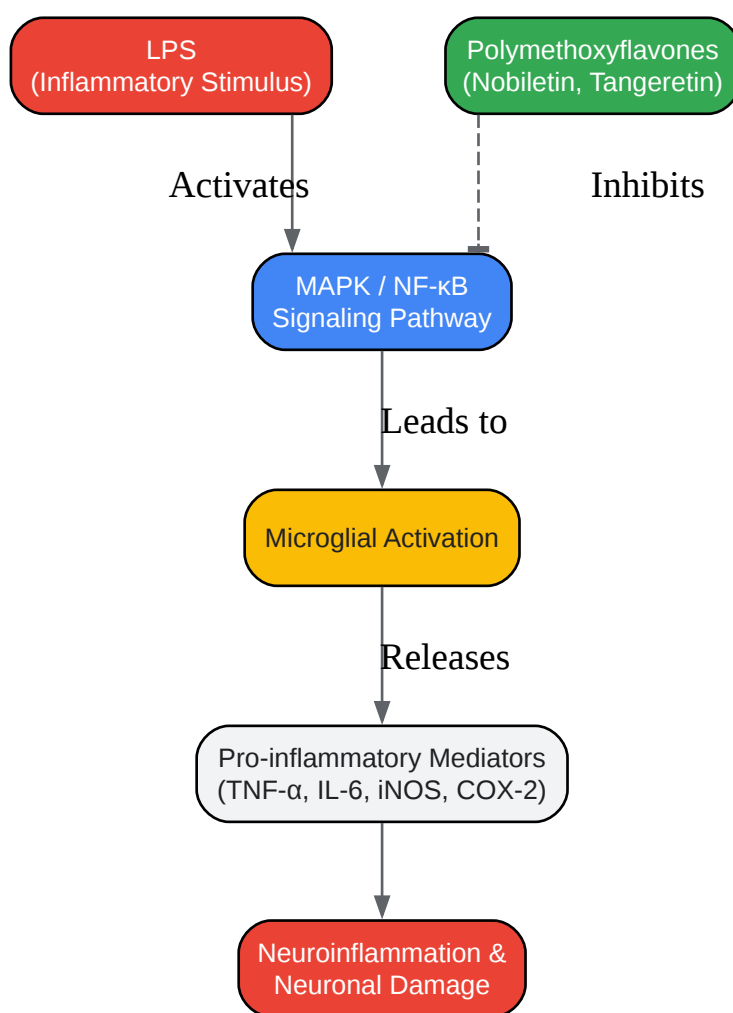 LPS
(Inflammatory Stimulus)
Polymethoxyflavones
(Nobiletin, Tangeretin)
Activates
Inhibits
MAPK / NF-κB
Signaling Pathway
Leads to
Microglial Activation
Releases
Pro-inflammatory Mediators
(TNF-α, IL-6, iNOS, COX-2)
Neuroinflammation &
Neuronal Damage